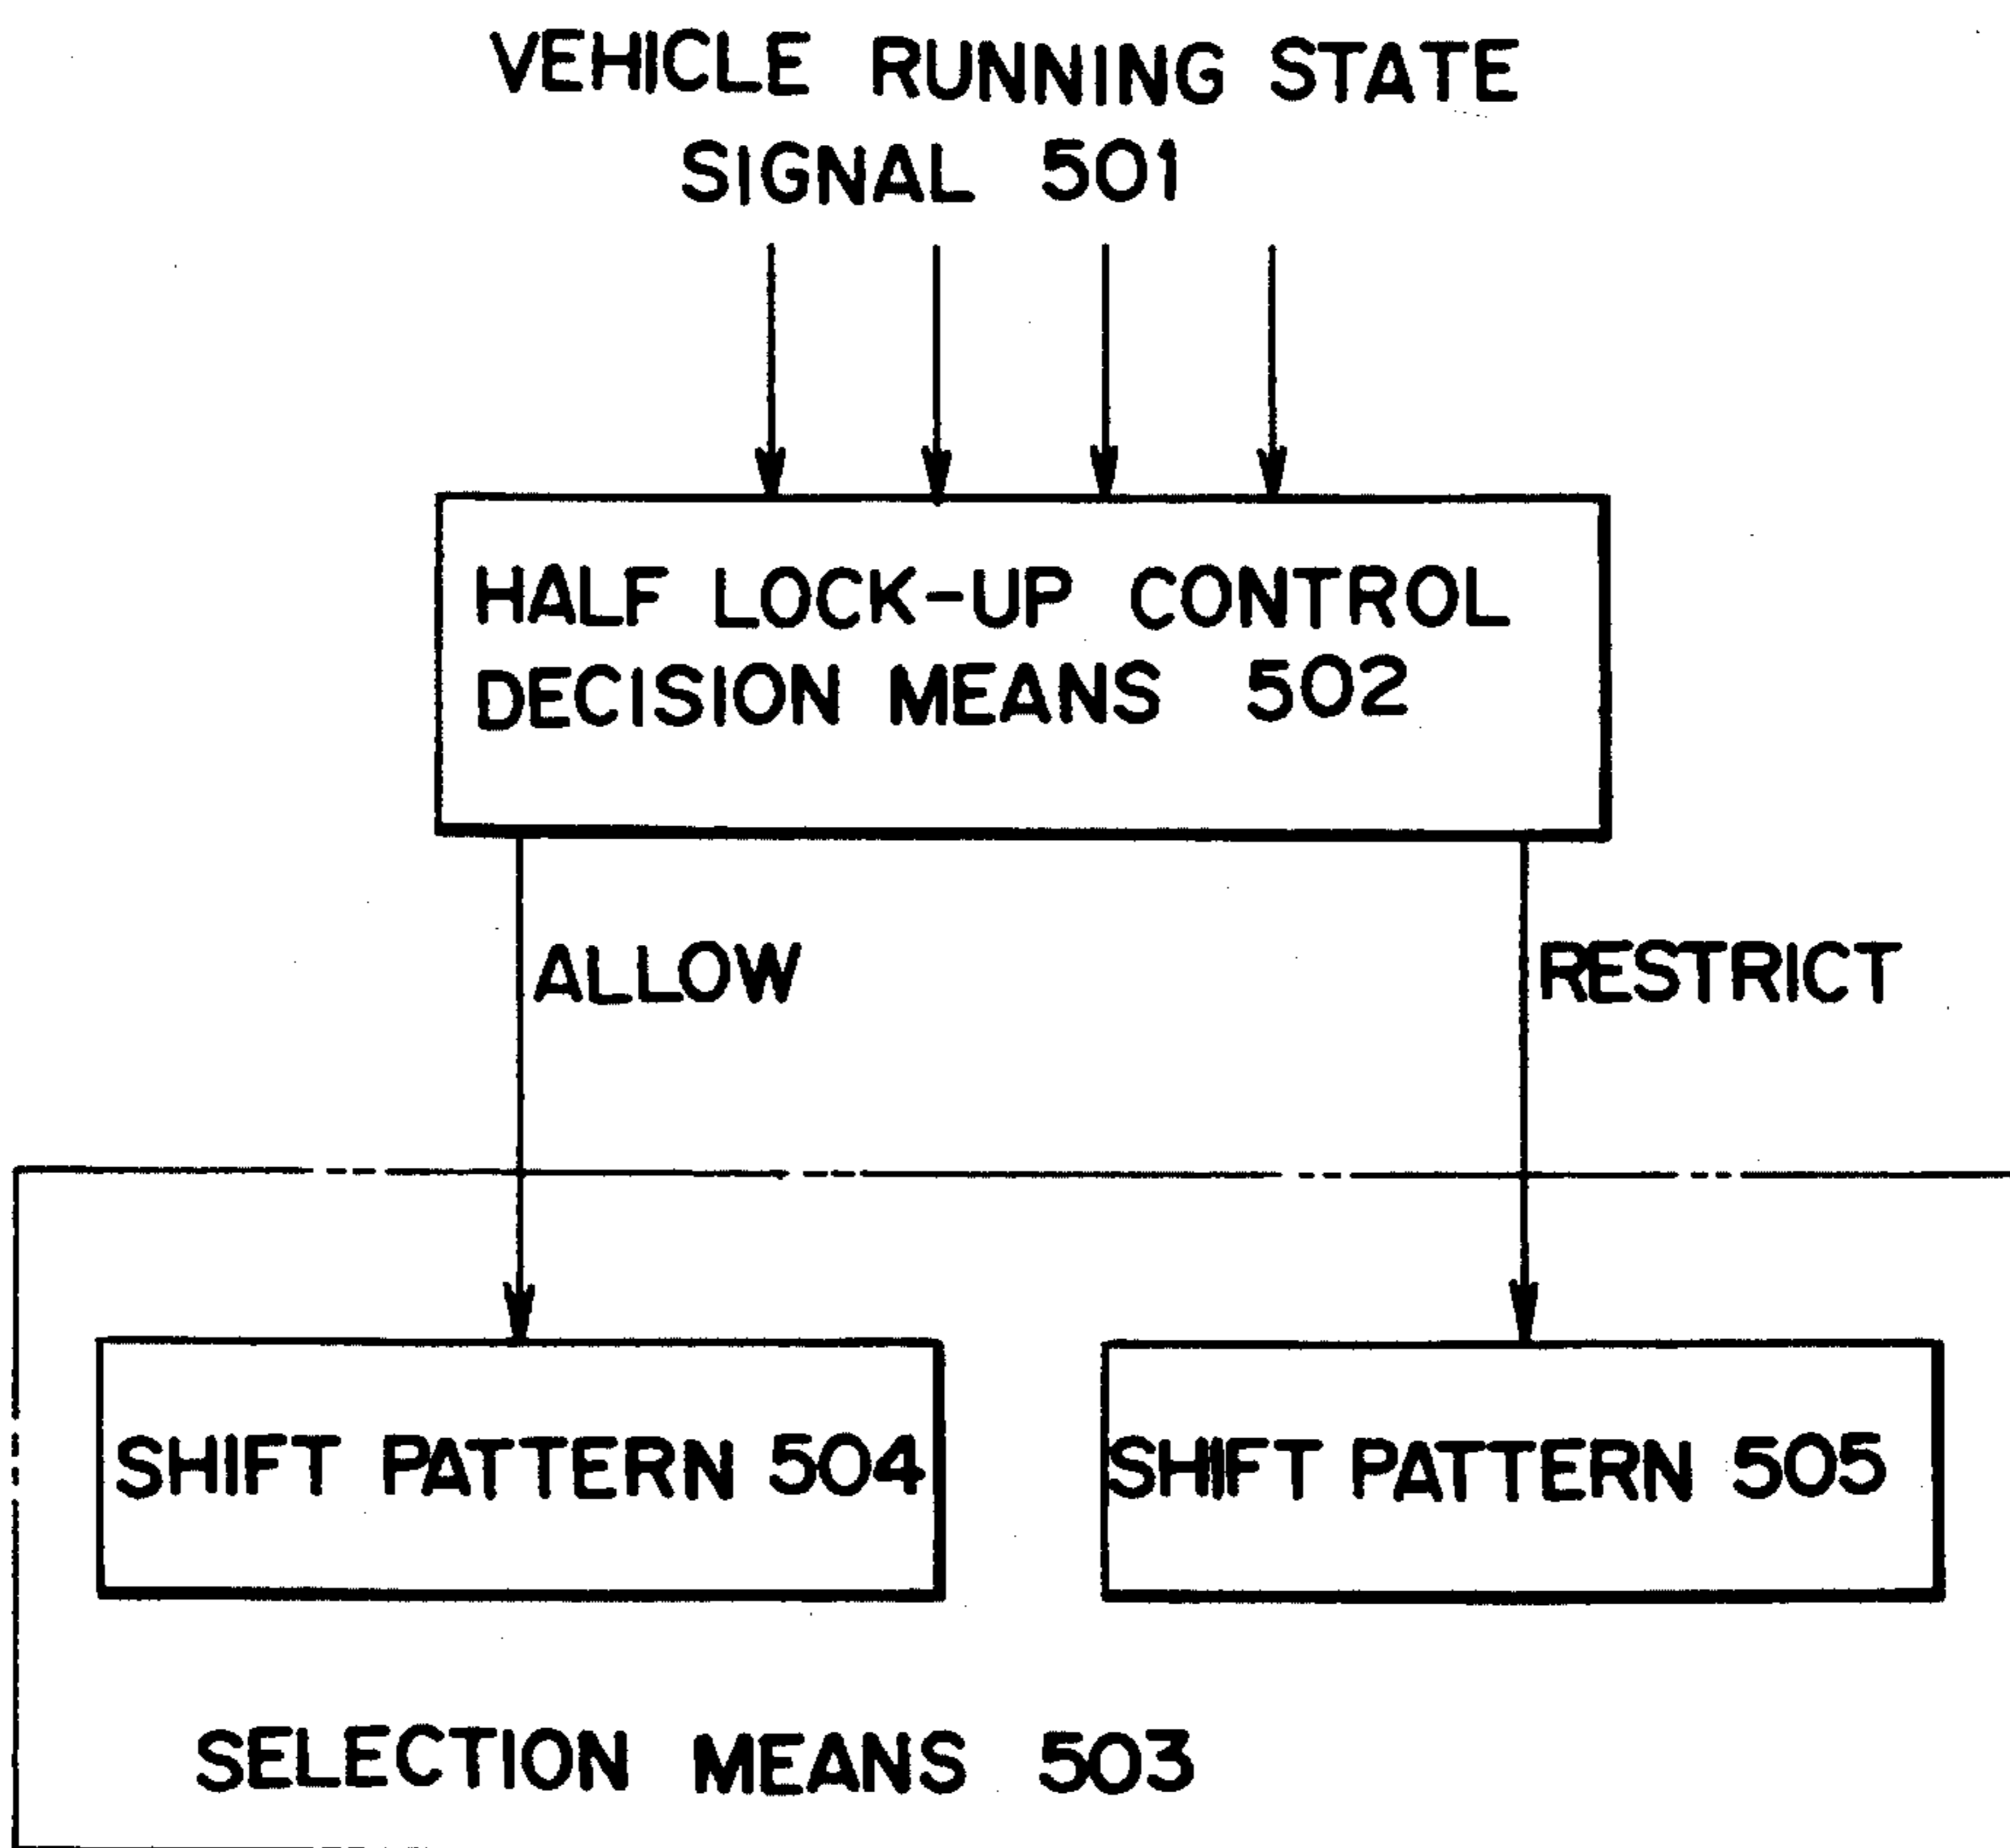 VEHICLE RUNNING STATE
SIGNAL 501
HALF LOCK-UP CONTROL
DECISION MEANS 502
ALLOW
RESTRICT
SHIFT PATTERN 504
SHIFT PATTERN 505
SELECTION MEANS 503